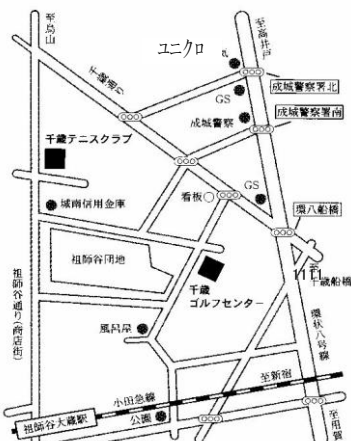 至烏山
至高井戸
千歳通り
ユニクロ
GS
成城警察署北
成城警察
成城警察署南
千歳テニスクラブ
看板
GS
城南信用金庫
環八船橋
祖師谷団地
至
千歳船橋
千歳
ゴルフセンター
祖師谷通り(商店街)
風呂屋
環状八号線
小田急線
至新宿
祖師谷大蔵駅
公園
至用賀